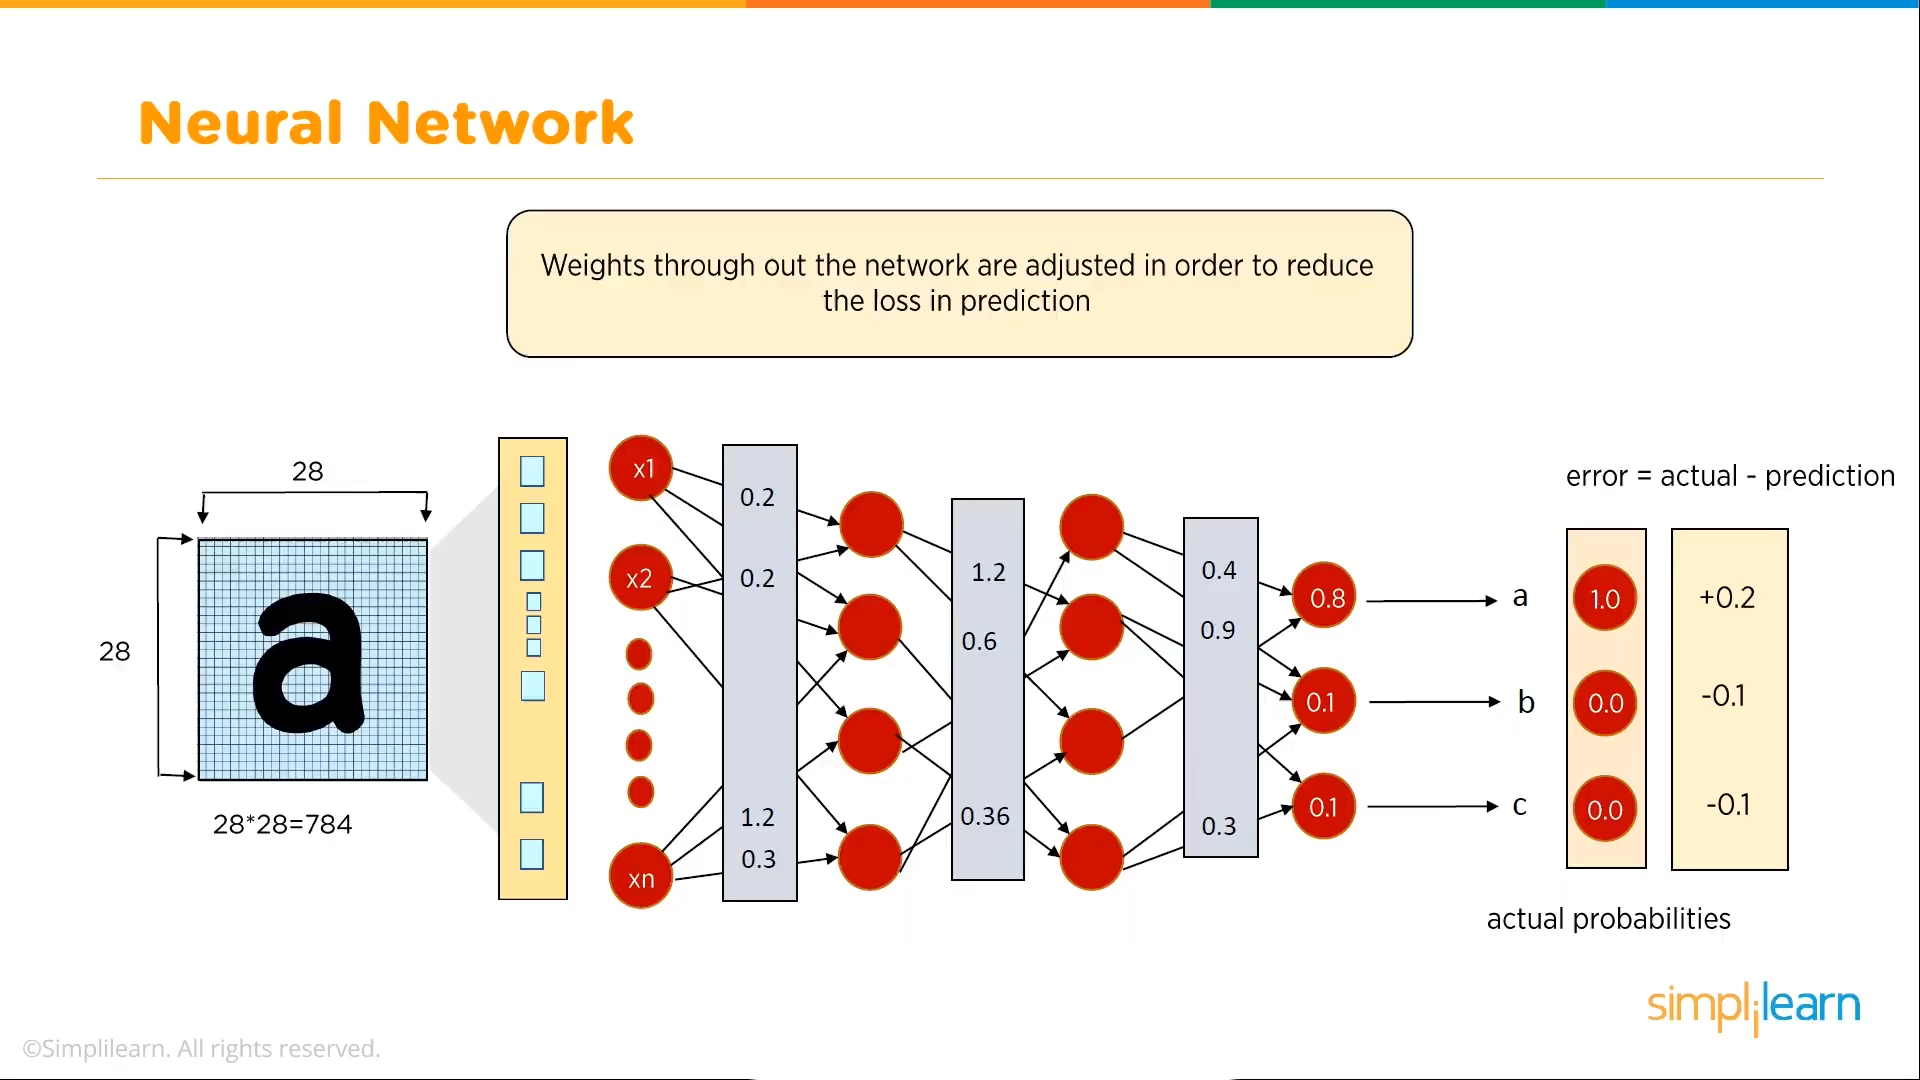 Neural Network
Weights through out the network are adjusted in order to reduce
the loss in prediction
28
28
28*28=784
x1
x2
xn
0.2
0.2
1.2
0.3
1.2
0.6
0.36
0.4
0.9
0.3
0.8
0.1
0.1
a
b
c
error = actual - prediction
1.0
0.0
0.0
+0.2
-0.1
-0.1
actual probabilities
a
simplilearn
©Simplilearn. All rights reserved.